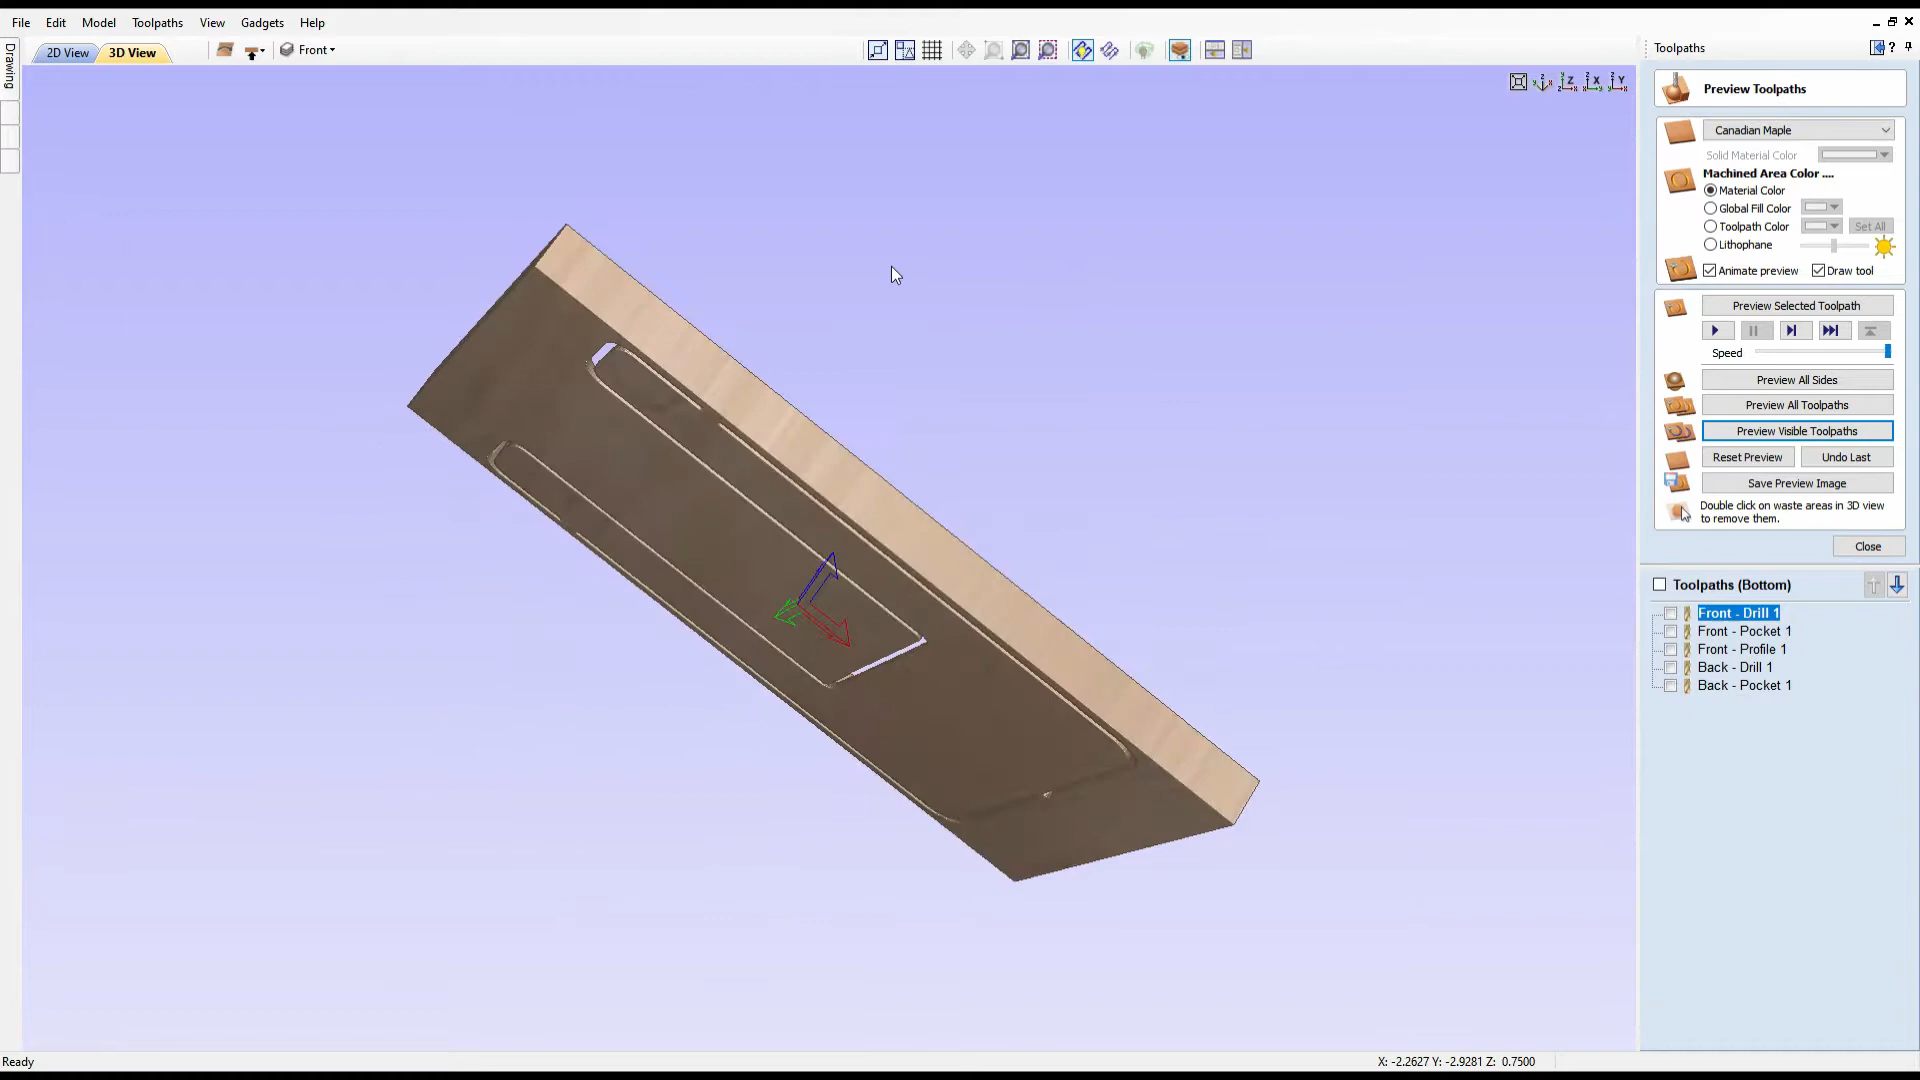 File Edit Model Toolpaths View Gadgets Help
Drawing
2D View 3D View Front
Toolpaths
?
Z X Y
Preview Toolpaths
Canadian Maple
Solid Material Color
Machined Area Color ....
Material Color
Global Fill Color
Toolpath Color Set All
Lithophane
Animate preview Draw tool
Preview Selected Toolpath
Speed
Preview All Sides
Preview All Toolpaths
Preview Visible Toolpaths
Reset Preview Undo Last
Save Preview Image
Double click on waste areas in 3D view
to remove them.
Close
Toolpaths (Bottom)
Front - Drill 1
Front - Pocket 1
Front - Profile 1
Back - Drill 1
Back - Pocket 1
Ready
X: -2.2627 Y: -2.9281 Z: 0.7500